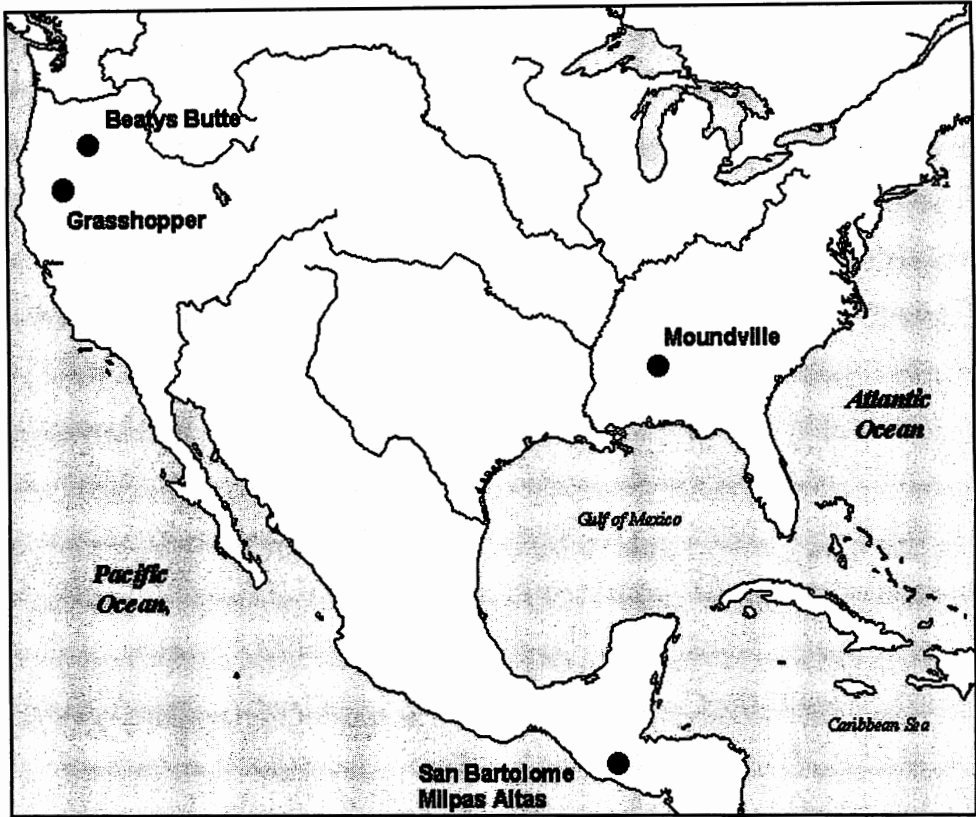 Beatys Butte
Grasshopper
Moundville
Atlantic
Ocean
Gulf of Mexico
Pacific
Ocean
Caribbean Sea
San Bartolome
Milpas Altas